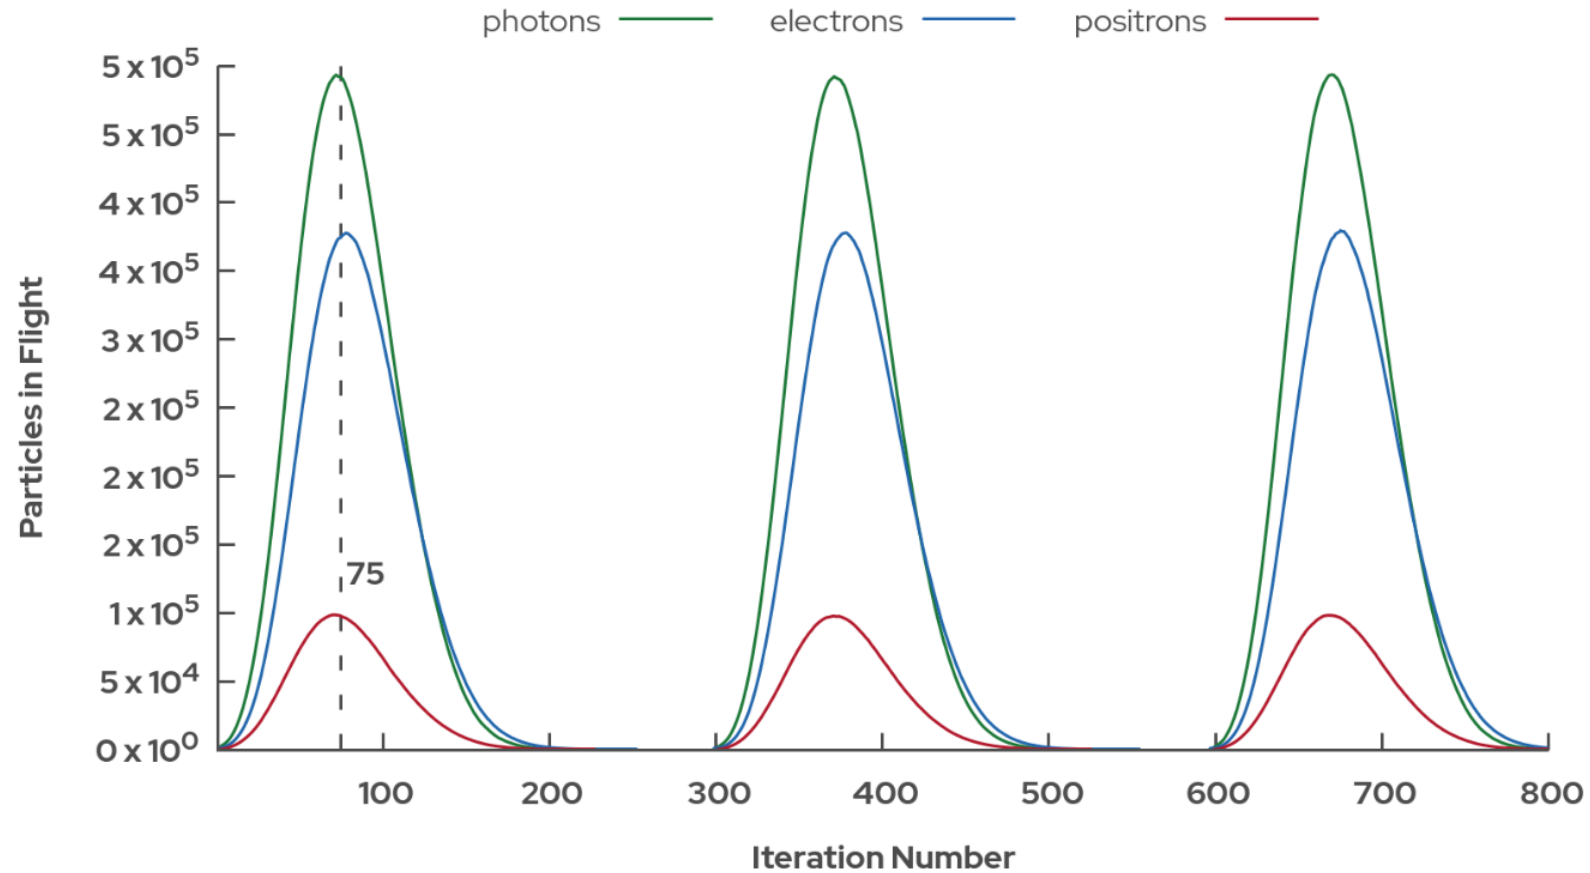 photons electrons positrons
5 x 10⁵
5 x 10⁵
4 x 10⁵
4 x 10⁵
3 x 10⁵
2 x 10⁵
2 x 10⁵
2 x 10⁵
1 x 10⁵
5 x 10⁴
0 x 10⁰
Particles in Flight
75
100 200 300 400 500 600 700 800
Iteration Number